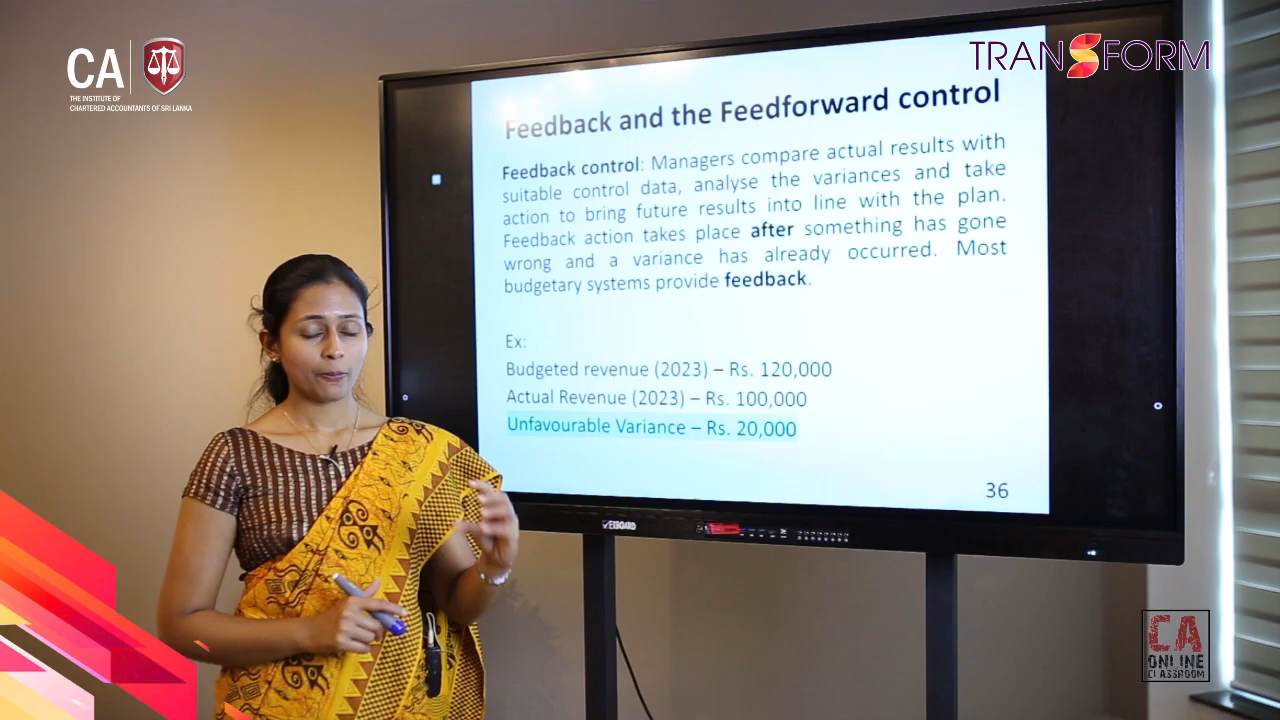 CA
THE INSTITUTE OF
CHARTERED ACCOUNTANTS OF SRI LANKA
TRANSFORM
Feedback and the Feedforward control
Feedback control: Managers compare actual results with
suitable control data, analyse the variances and take
action to bring future results into line with the plan.
Feedback action takes place after something has gone
wrong and a variance has already occurred. Most
budgetary systems provide feedback.
Ex:
Budgeted revenue (2023) – Rs. 120,000
Actual Revenue (2023) – Rs. 100,000
Unfavourable Variance – Rs. 20,000
36
CA
ONLINE
CLASSROOM